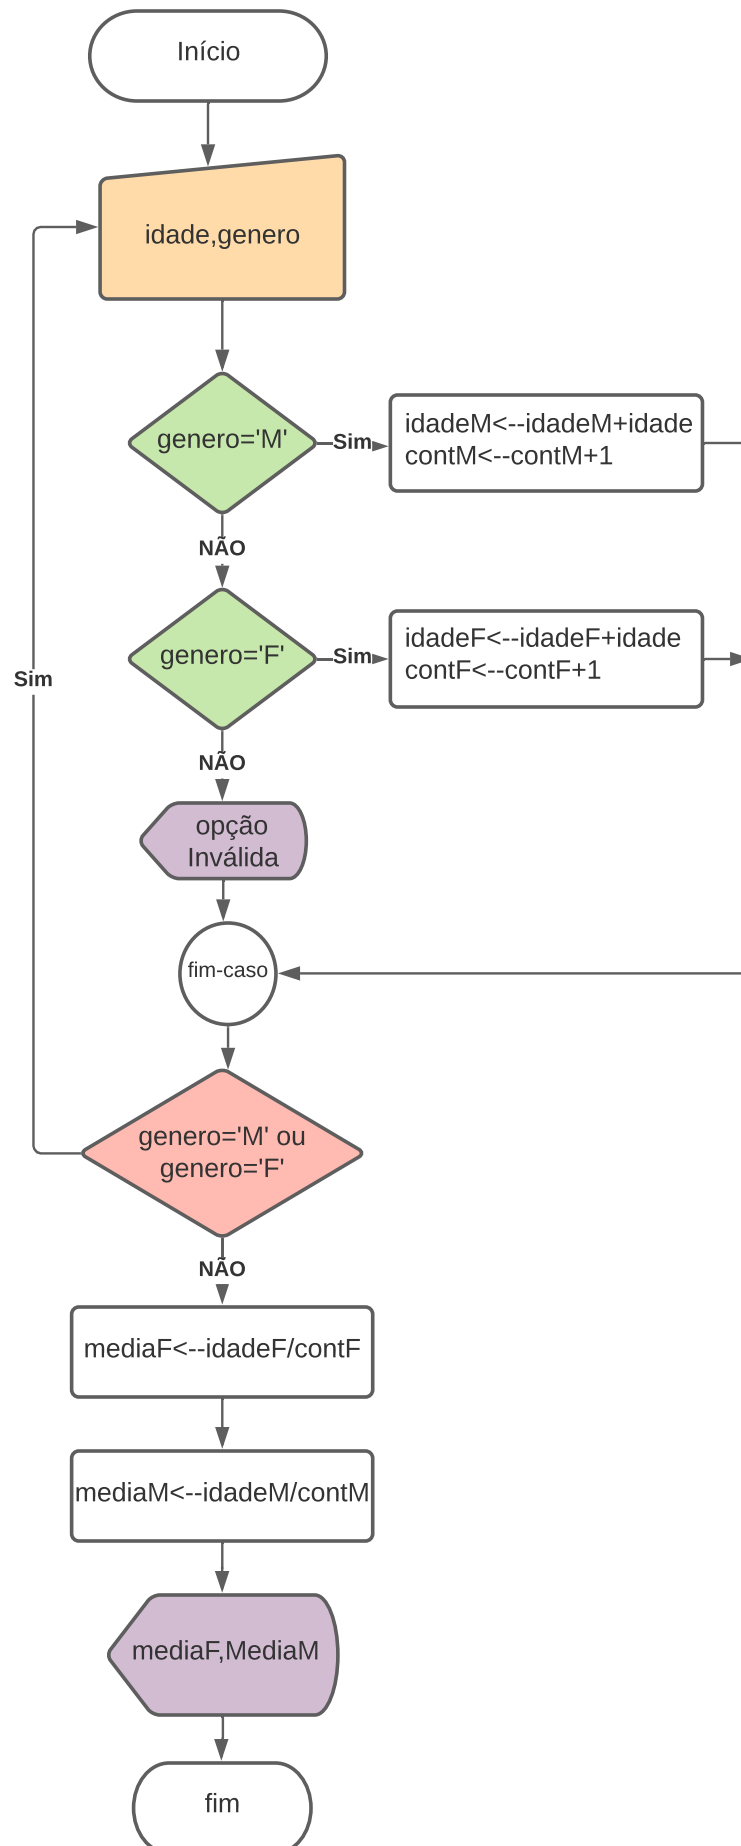 Início
idade,genero
genero='M'
Sim
idadeM<--idadeM+idade
contM<--contM+1
NÃO
genero='F'
Sim
idadeF<--idadeF+idade
contF<--contF+1
Sim
NÃO
opção
Inválida
fim-caso
genero='M' ou
genero='F'
NÃO
mediaF<--idadeF/contF
mediaM<--idadeM/contM
mediaF,MediaM
fim